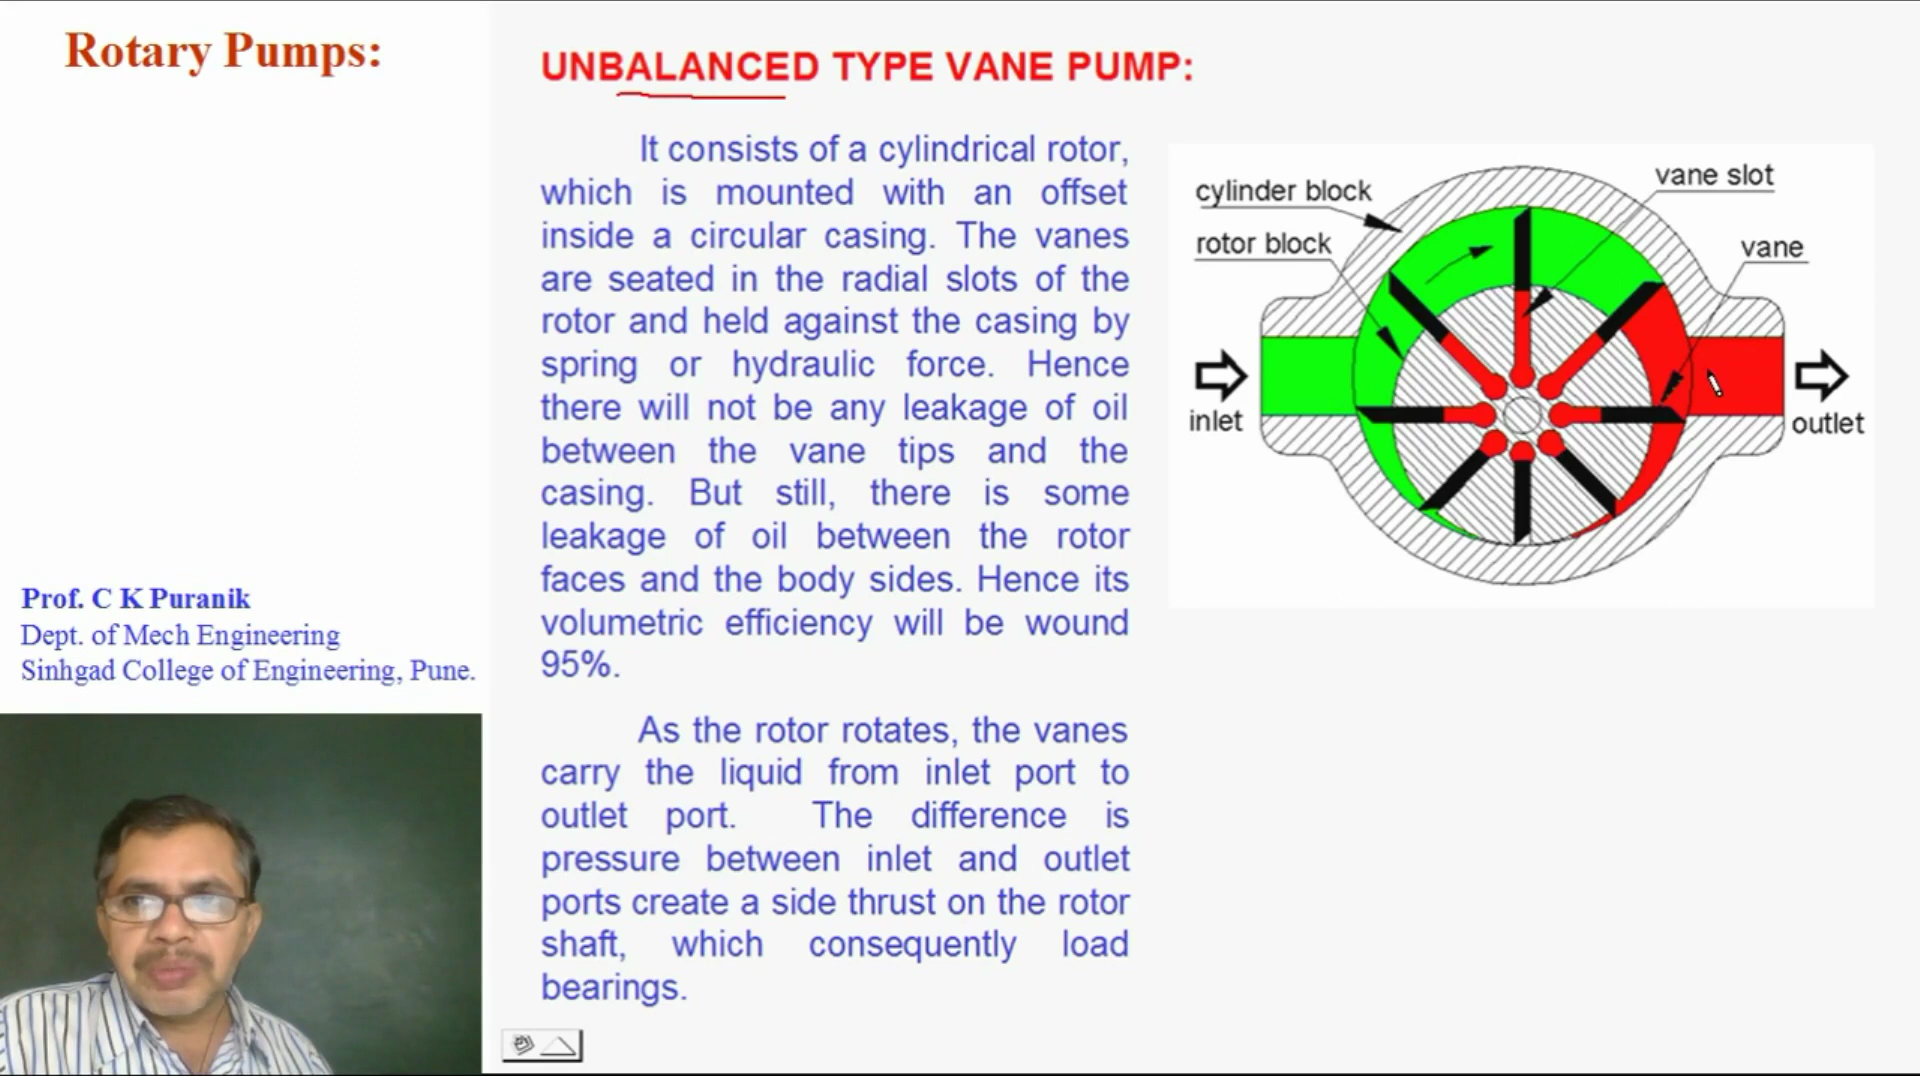 Rotary Pumps:
UNBALANCED TYPE VANE PUMP:
It consists of a cylindrical rotor,
which is mounted with an offset
inside a circular casing. The vanes
are seated in the radial slots of the
rotor and held against the casing by
spring or hydraulic force. Hence
there will not be any leakage of oil
between the vane tips and the
casing. But still, there is some
leakage of oil between the rotor
faces and the body sides. Hence its
volumetric efficiency will be wound
95%.
As the rotor rotates, the vanes
carry the liquid from inlet port to
outlet port. The difference is
pressure between inlet and outlet
ports create a side thrust on the rotor
shaft, which consequently load
bearings.
cylinder block
vane slot
rotor block
vane
inlet
outlet
Prof. C K Puranik
Dept. of Mech Engineering
Sinhgad College of Engineering, Pune.